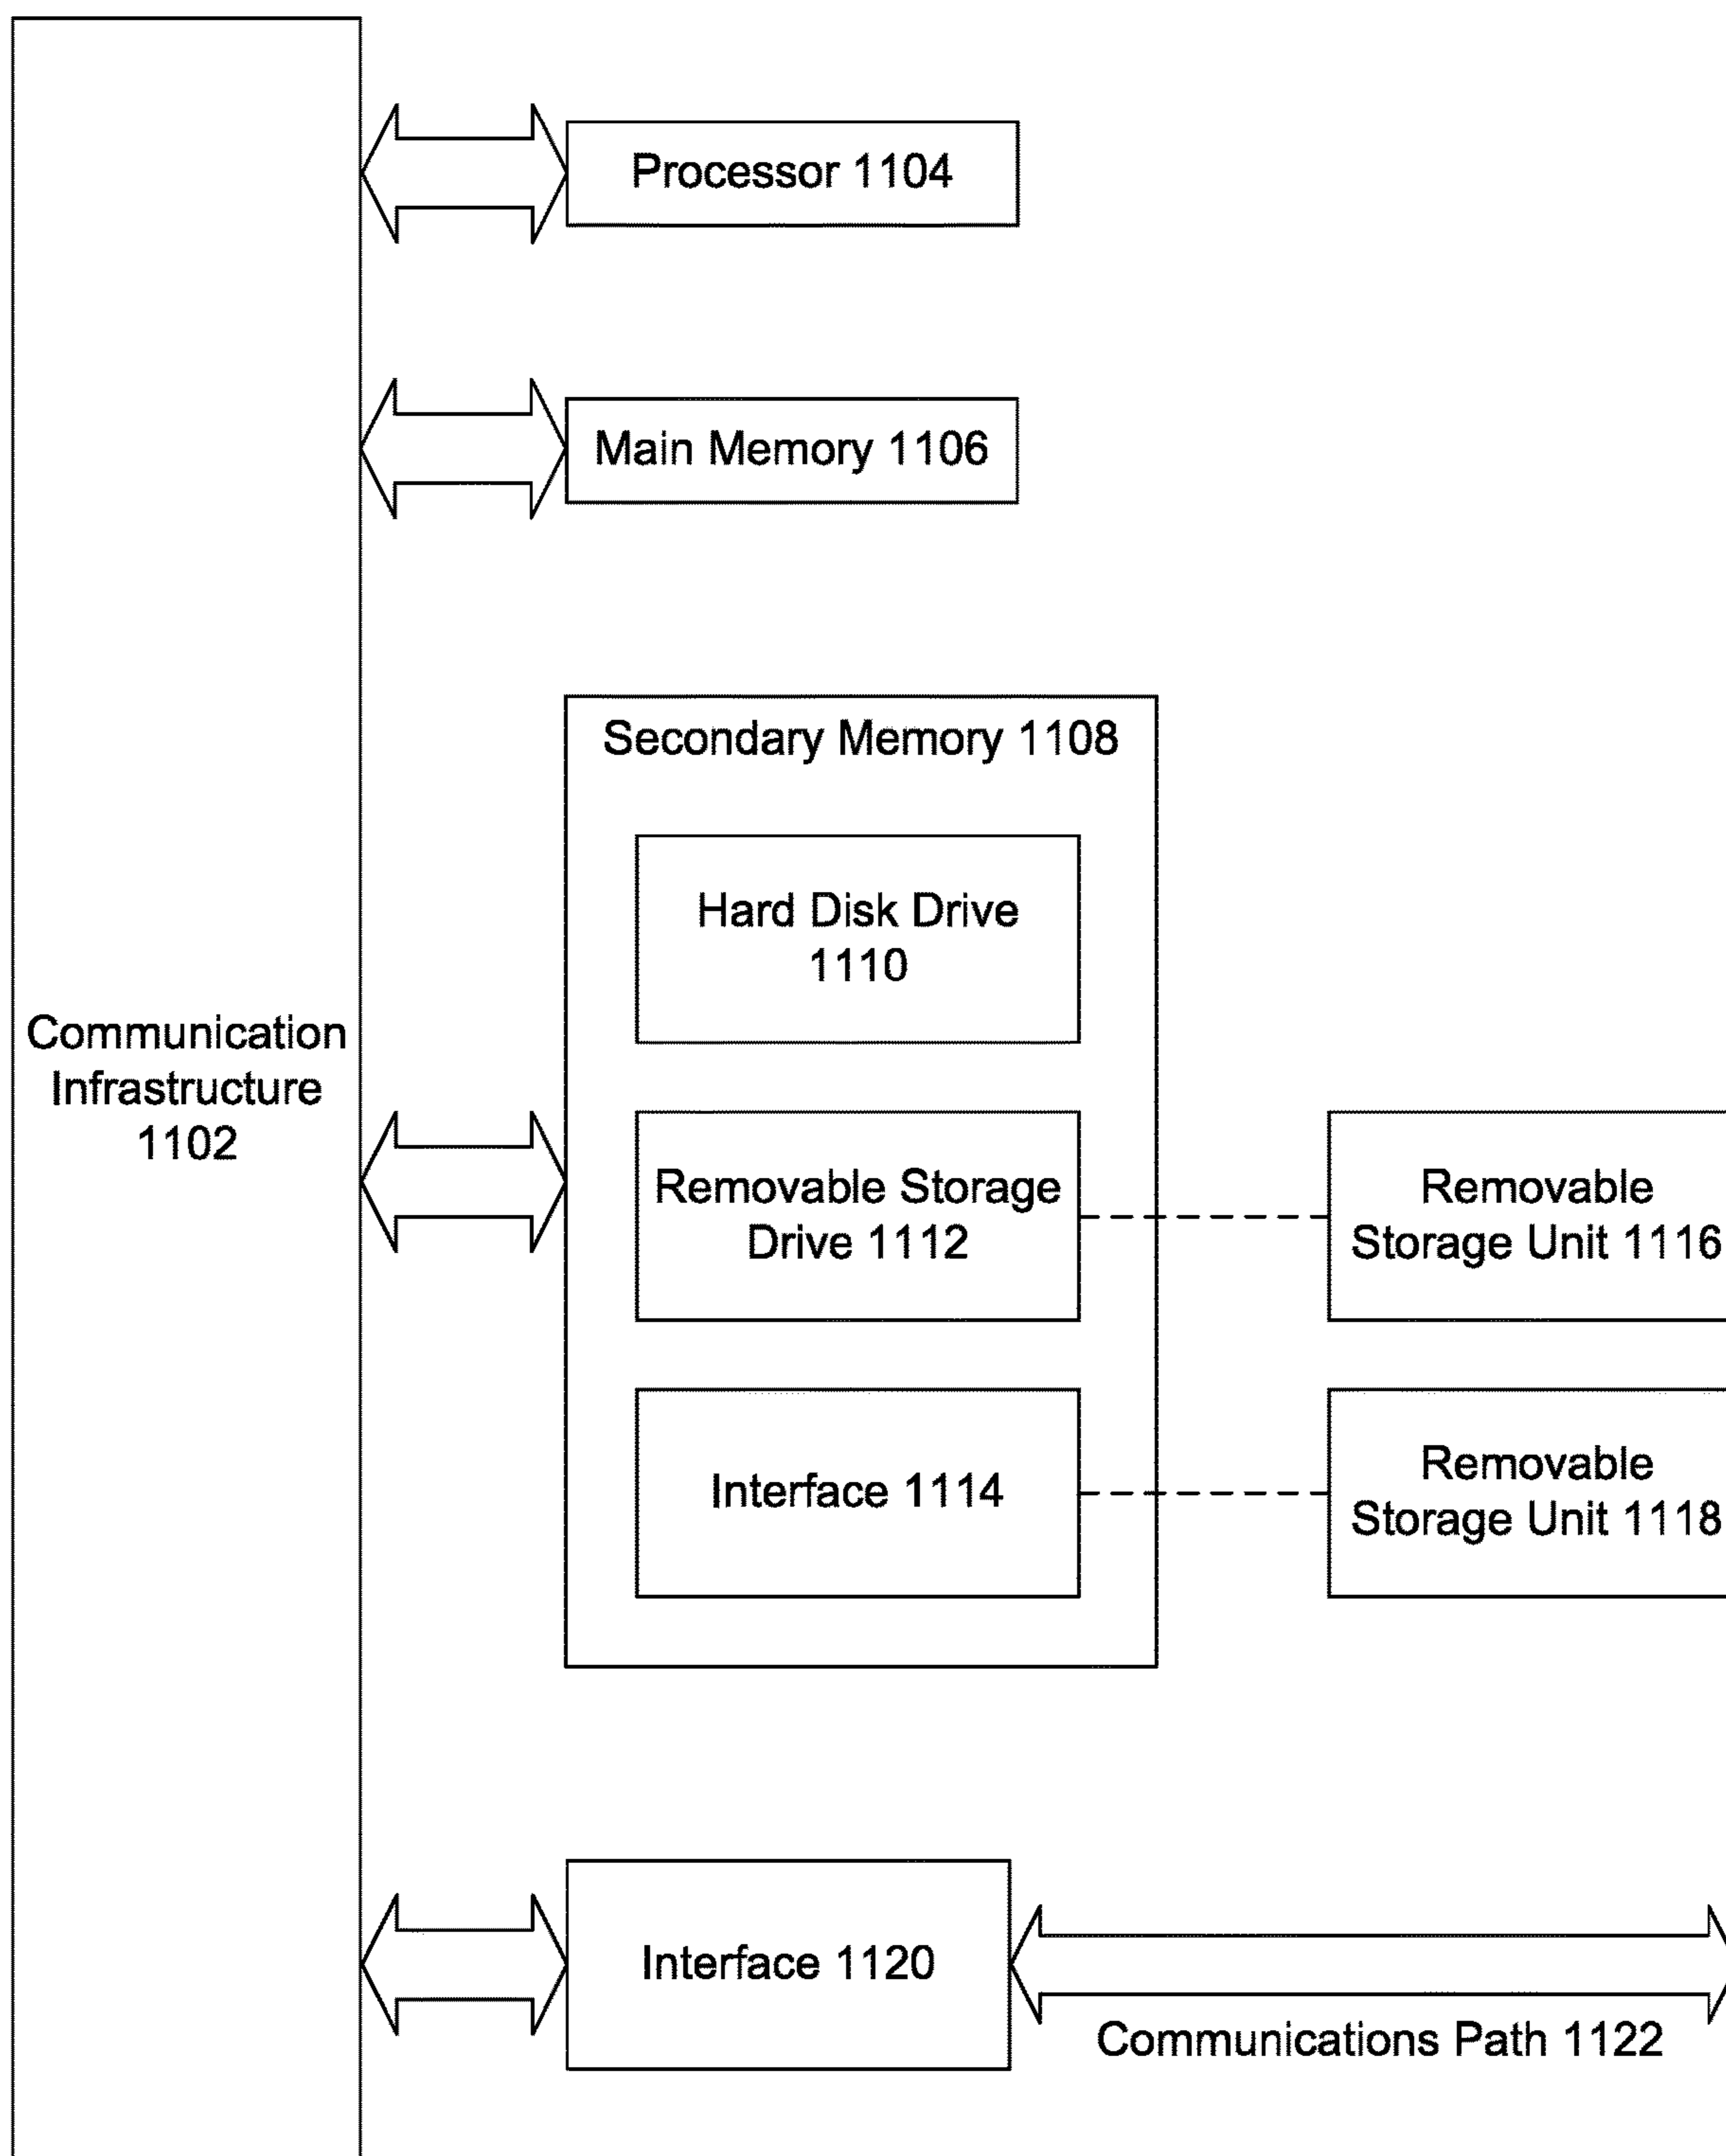 Processor 1104
Main Memory 1106
Secondary Memory 1108
Hard Disk Drive
1110
Communication
Infrastructure
1102
Removable Storage
Drive 1112
Removable
Storage Unit 1116
Interface 1114
Removable
Storage Unit 1118
Interface 1120
Communications Path 1122